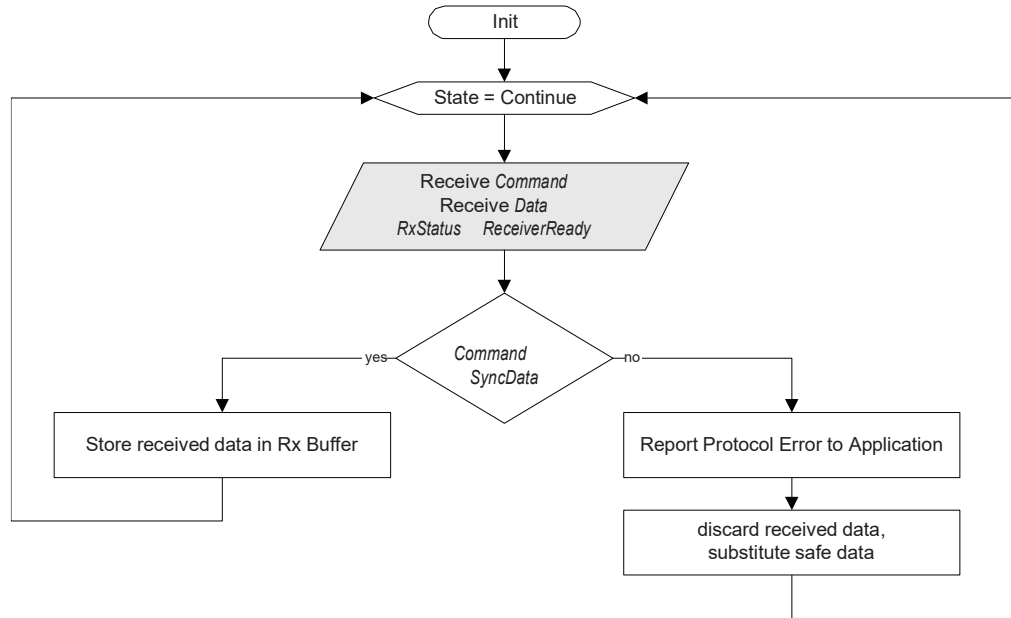 Init
State = Continue
Receive Command
Receive Data
RxStatus ReceiverReady
Command
SyncData
yes
no
Store received data in Rx Buffer
Report Protocol Error to Application
discard received data,
substitute safe data